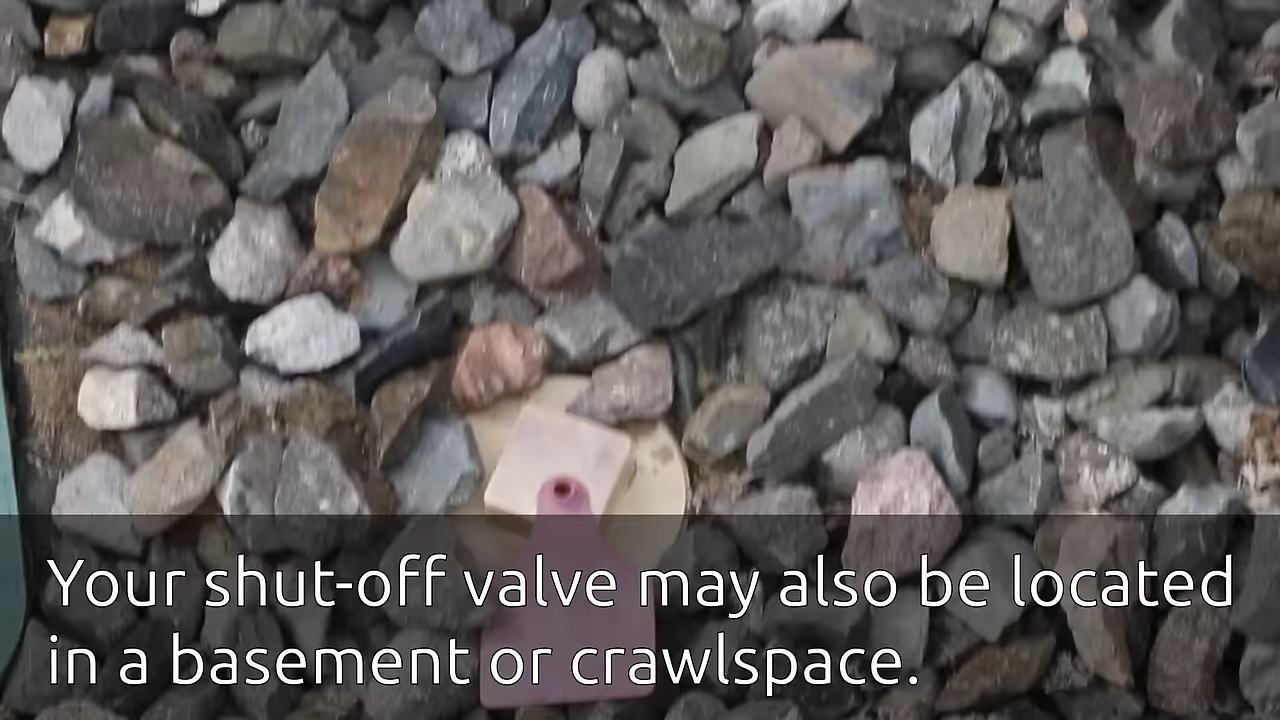 Your shut-off valve may also be located
in a basement or crawlspace.